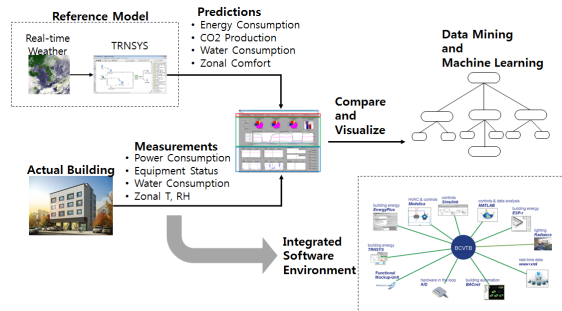 Reference Model
Real-time
Weather
TRNSYS
Predictions
• Energy Consumption
• CO2 Production
• Water Consumption
• Zonal Comfort
Data Mining
and
Machine Learning
Compare
and
Visualize
Measurements
• Power Consumption
• Equipment Status
• Water Consumption
• Zonal T, RH
Actual Building
Integrated
Software
Environment
building energy
EnergyPlus
HVAC & controls
Modelica
controls
Simulink
controls & data analysis
MATLAB
building energy
ESP-r
lighting
Radiance
building energy
TRNSYS
BCVTB
real-time data
Functional
Mockup Unit
hardware in the loop
A/D
building automation
BACnet